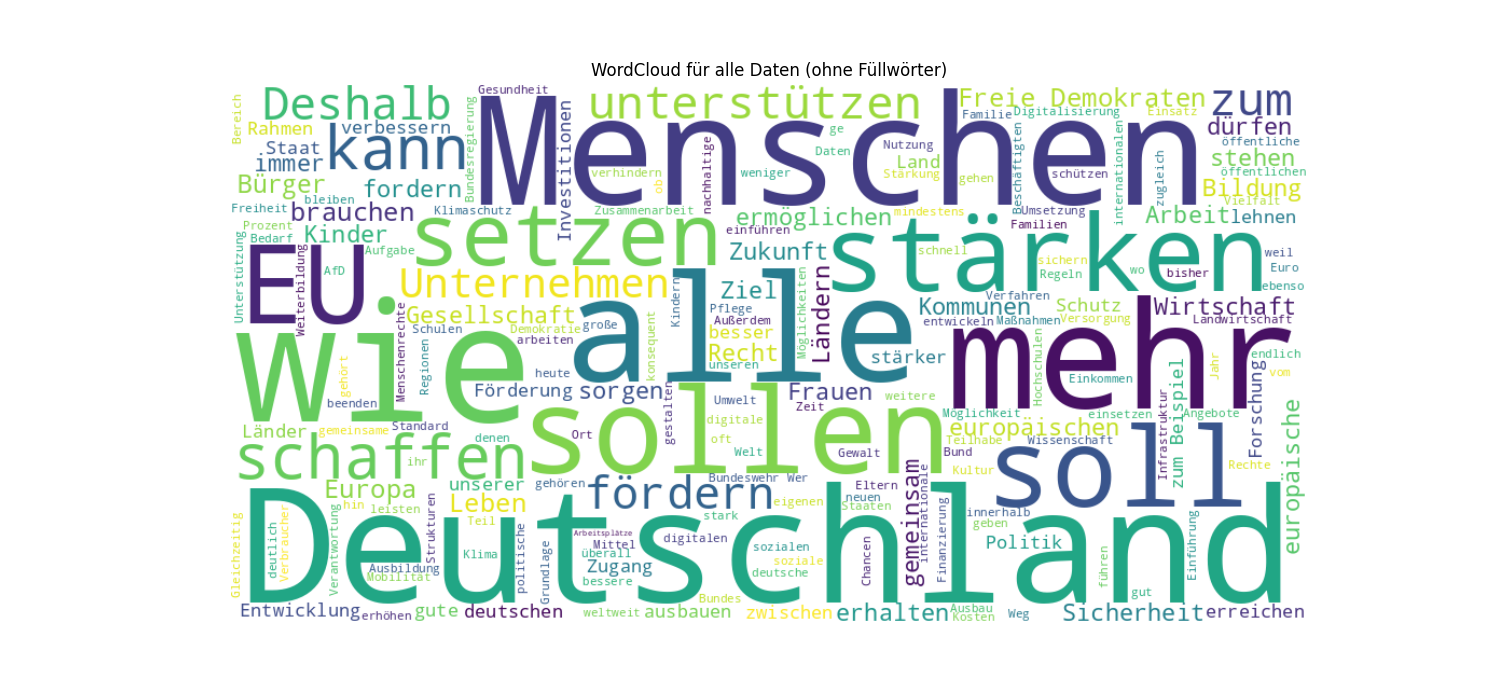 WordCloud für alle Daten (ohne Füllwörter)
Gesundheit
Deshalb
Menschen
unterstützen
Freie Demokraten
zum
Bereich
Rahmen
verbessern
Bundesregierung
Investitionen
ge
Familie
Digitalisierung
Einsatz
dürfen
Staat
kann
immer
Daten
Nutzung
nachhaltige
Land
Stärkung
gehen
Beschäftigten
schützen
internationalen
zugleich
öffentliche
stehen
öffentlichen
Bürger
fordern
verhindern
ob
weniger
Bildung
Vielfalt
bleiben
Freiheit
brauchen
Klimaschutz
Zusammenarbeit
ermöglichen
mindestens
Umsetzung
Arbeit
lehnen
Prozent
Bedarf
Kinder
Aufgabe
setzen
einführen
Familien
stärken
Unterstützung
EU
Weiterbildung
AfD
Zukunft
schnell
sichern
Regeln
wo
bisher
weil
Euro
ebenso
Unternehmen
alle
Ziel
Möglichkeiten
Ländern
Kommunen
Verfahren
Schutz
Wirtschaft
Gesellschaft
Menschenrechte
Kindern
Pflege
Außerdem
entwickeln
Maßnahmen
Versorgung
Landwirtschaft
wie
Schulen
Demokratie
große
arbeiten
konsequent
besser
Recht
stärker
mehr
Hochschulen
Jahr
endlich
vom
gehört
Regionen
heute
unseren
Einkommen
beenden
Förderung
sorgen
Frauen
Zeit
weitere
Umwelt
Möglichkeit
einsetzen
Angebote
Forschung
Länder
gemeinsame
Standard
denen
sollen
Ort
gestalten
digitale
oft
Welt
Gewalt
europäischen
Teilhabe
Wissenschaft
Bund
Infrastruktur
zum Beispiel
Rechte
europäische
schaffen
ihr
unserer
gehören
fördern
Bundeswehr
Wer
Eltern
Kultur
soll
Europa
hin
leisten
Leben
Teil
eigenen
neuen
Staaten
gemeinsam
internationale
innerhalb
geben
Gleichzeitig
deutlich
Verbraucher
Verantwortung
Strukturen
Deutschland
stark
Arbeitsplätze
Mittel
digitalen
Klima
politische
Grundlage
überall
Zugang
bessere
sozialen
soziale
deutsche
Chancen
Finanzierung
Politik
führen
Einführung
Ausbildung
Mobilität
Bundes
gut
Entwicklung
erhöhen
gute
deutschen
weltweit
ausbauen
zwischen
erhalten
Ausbau
Kosten
Weg
Sicherheit
erreichen